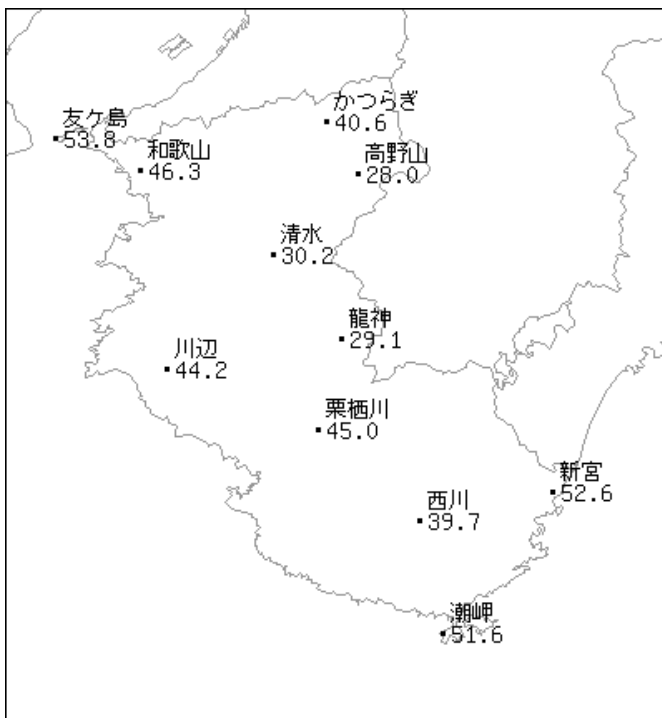 友ケ島
53.8
かつらぎ
40.6
和歌山
46.3
高野山
28.0
清水
30.2
龍神
29.1
川辺
44.2
栗栖川
45.0
新宮
52.6
西川
39.7
潮岬
51.6